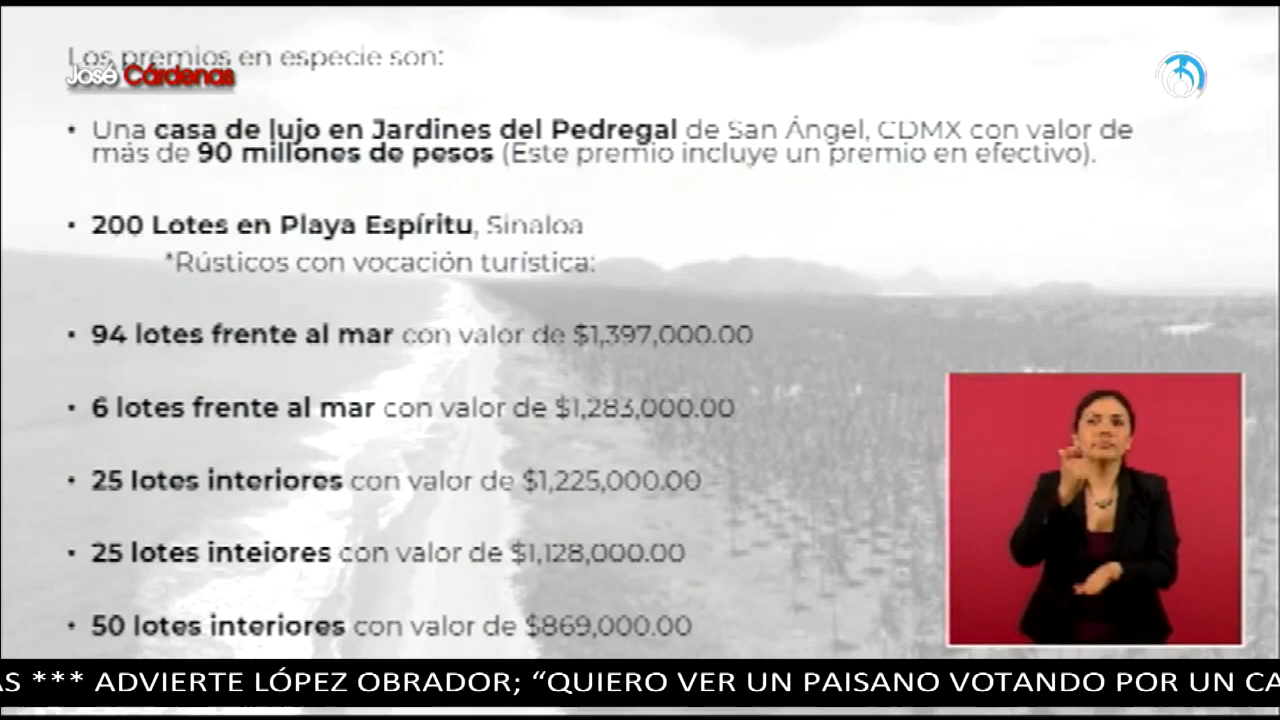 Los premios en especie son:
José Cárdenas
• Una casa de lujo en Jardines del Pedregal de San Ángel, CDMX con valor de
más de 90 millones de pesos (Este premio incluye un premio en efectivo).
• 200 Lotes en Playa Espíritu, Sinaloa
*Rústicos con vocación turística:
• 94 lotes frente al mar con valor de $1,397,000.00
• 6 lotes frente al mar con valor de $1,283,000.00
• 25 lotes interiores con valor de $1,225,000.00
• 25 lotes inteiores con valor de $1,128,000.00
• 50 lotes interiores con valor de $869,000.00
AS *** ADVIERTE LÓPEZ OBRADOR; “QUIERO VER UN PAISANO VOTANDO POR UN CA